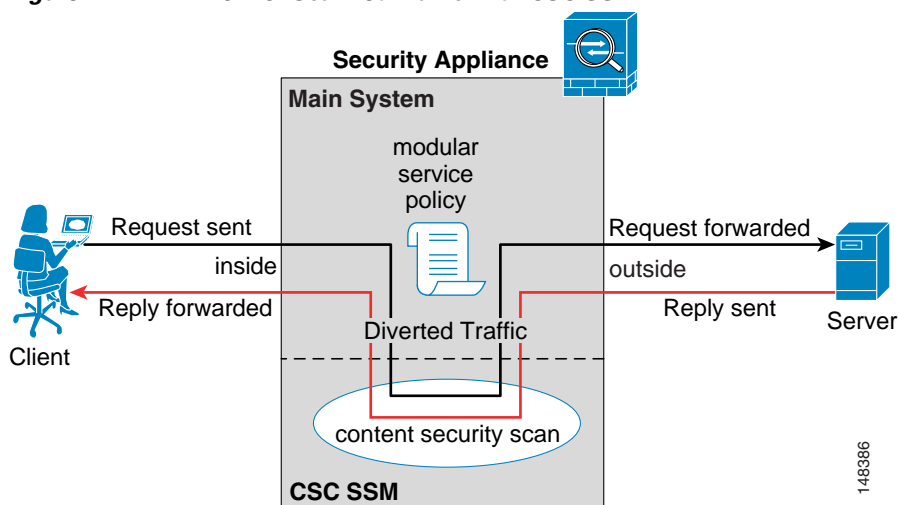 Security Appliance
Main System
modular
service
policy
Request sent
Request forwarded
inside
outside
Reply forwarded
Reply sent
Server
Client
Diverted Traffic
content security scan
CSC SSM
148386